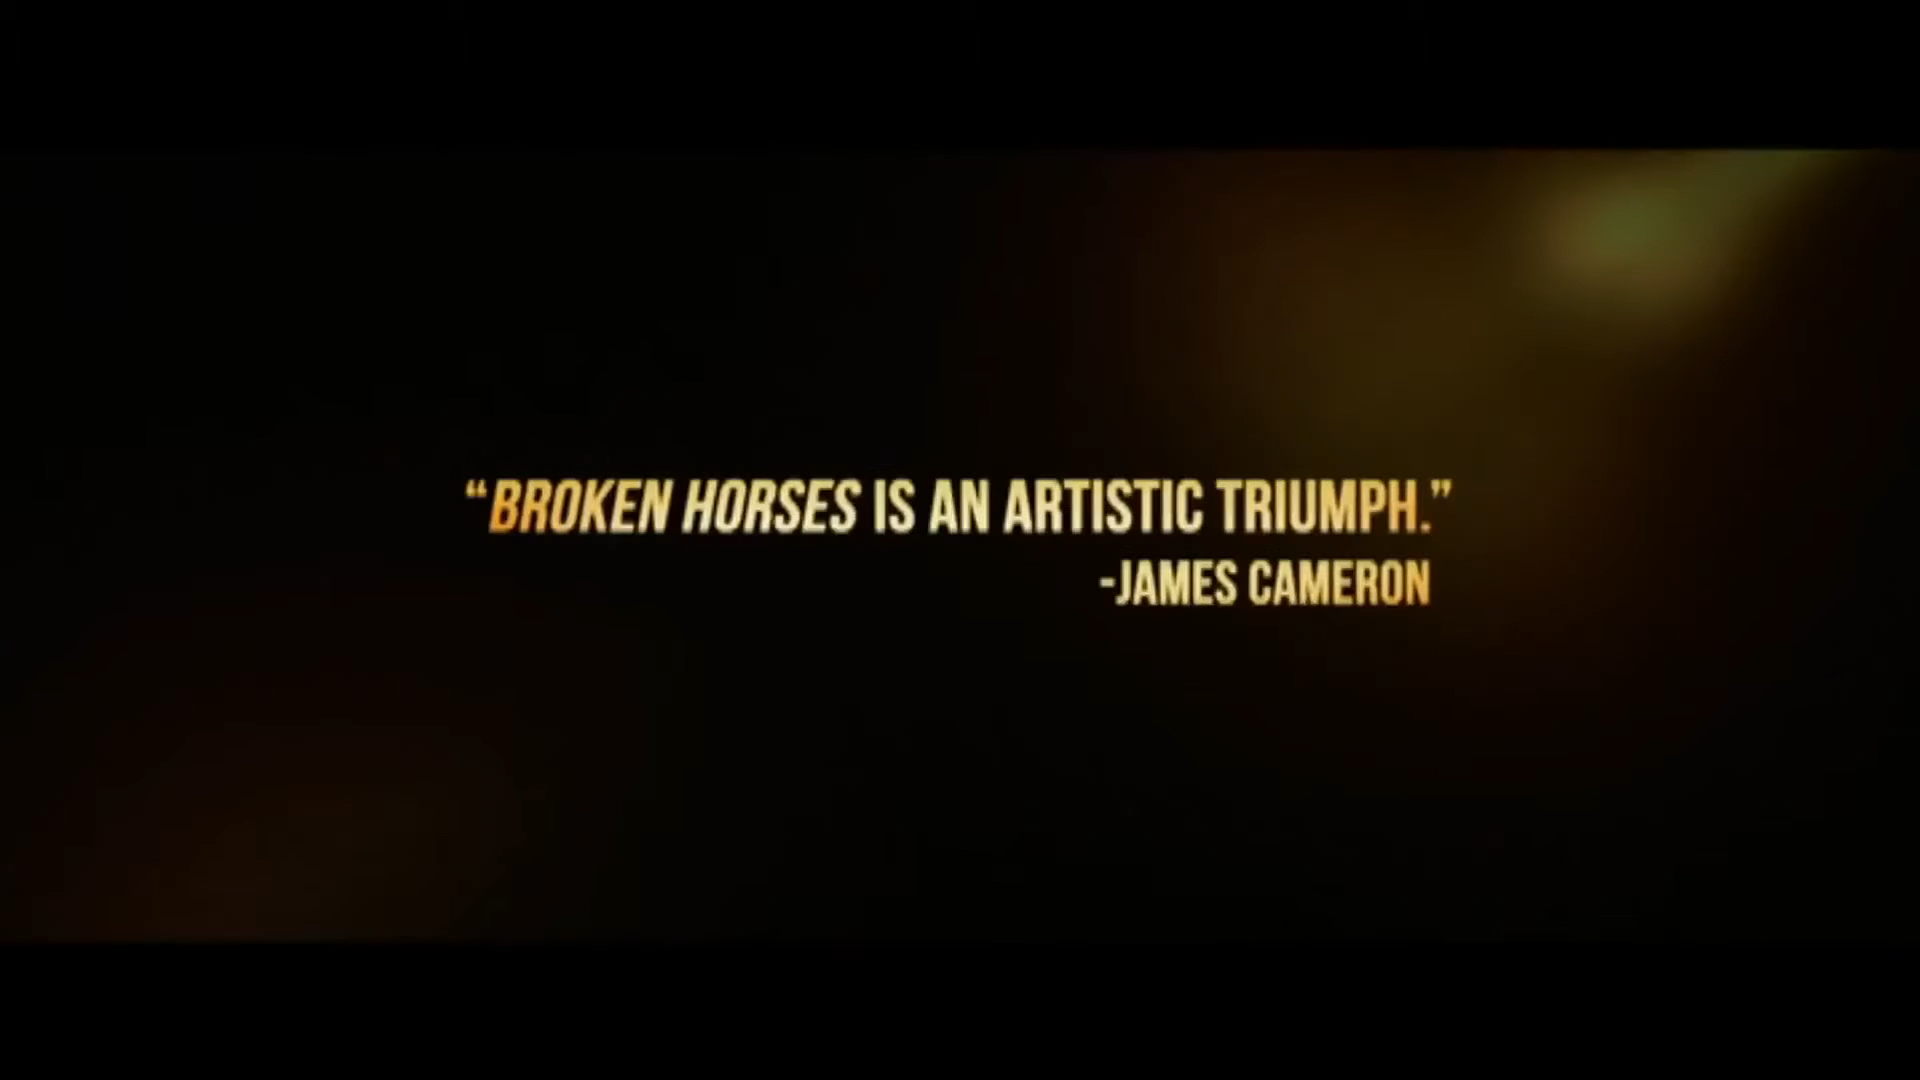 “BROKEN HORSES IS AN ARTISTIC TRIUMPH.”
-JAMES CAMERON